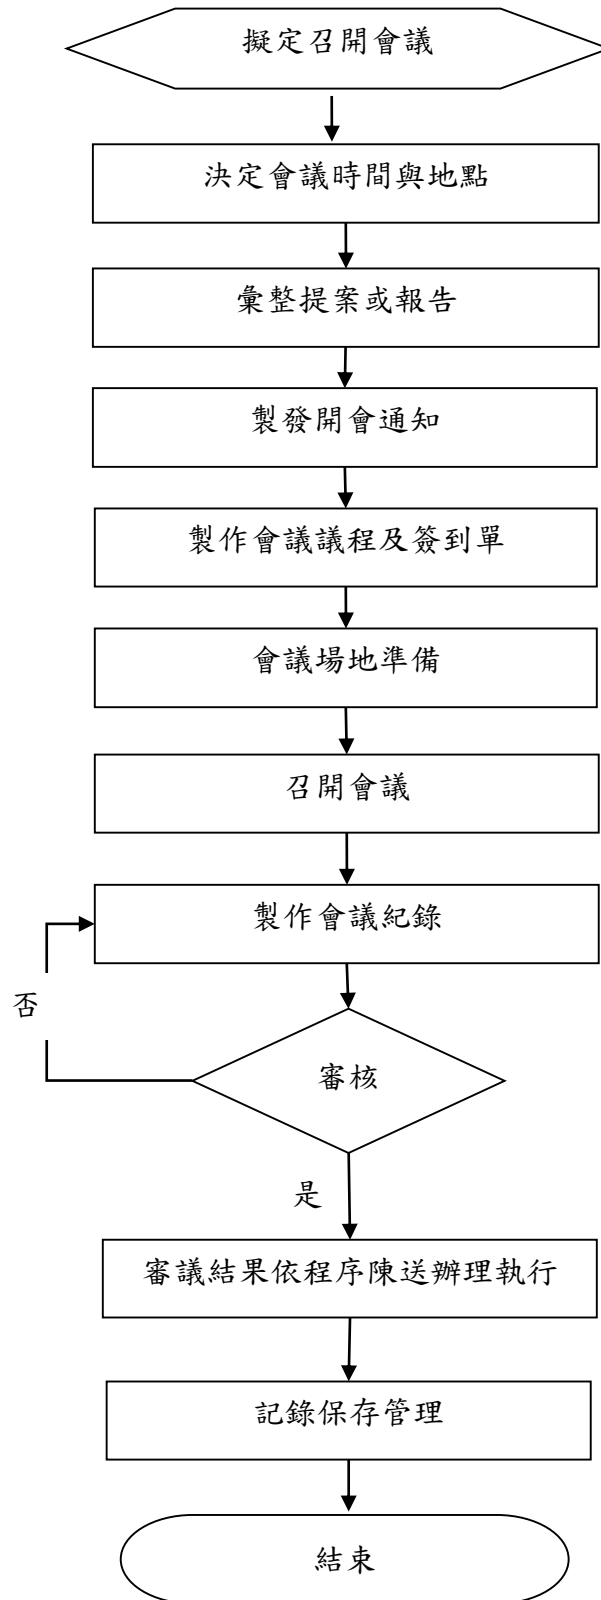 擬定召開會議
決定會議時間與地點
彙整提案或報告
製發開會通知
製作會議議程及簽到單
會議場地準備
召開會議
製作會議紀錄
否
審核
是
審議結果依程序陳送辦理執行
記錄保存管理
結束